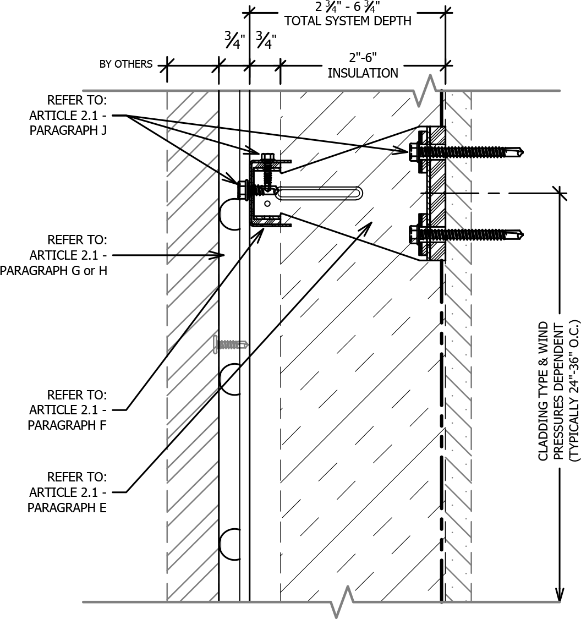 2 3/4" - 6 3/4"
TOTAL SYSTEM DEPTH
3/4"
3/4"
2"-6"
INSULATION
BY OTHERS
REFER TO:
ARTICLE 2.1 -
PARAGRAPH J
REFER TO:
ARTICLE 2.1 -
PARAGRAPH G or H
REFER TO:
ARTICLE 2.1 -
PARAGRAPH F
REFER TO:
ARTICLE 2.1 -
PARAGRAPH E
CLADDING TYPE & WIND
PRESSURES DEPENDENT
(TYPICALLY 24"-36" O.C.)